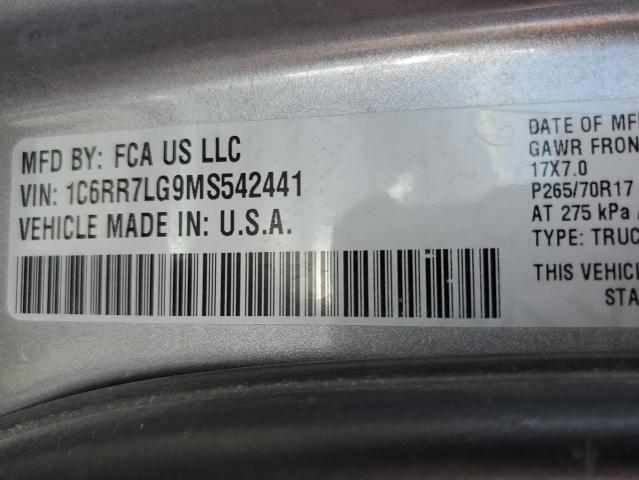 MFD BY: FCA US LLC
VIN: 1C6RR7LG9MS542441
VEHICLE MADE IN: U.S.A.
DATE OF MF
GAWR FRON
17X7.0
P265/70R17
AT 275 kPa
TYPE: TRUC
THIS VEHIC
STA